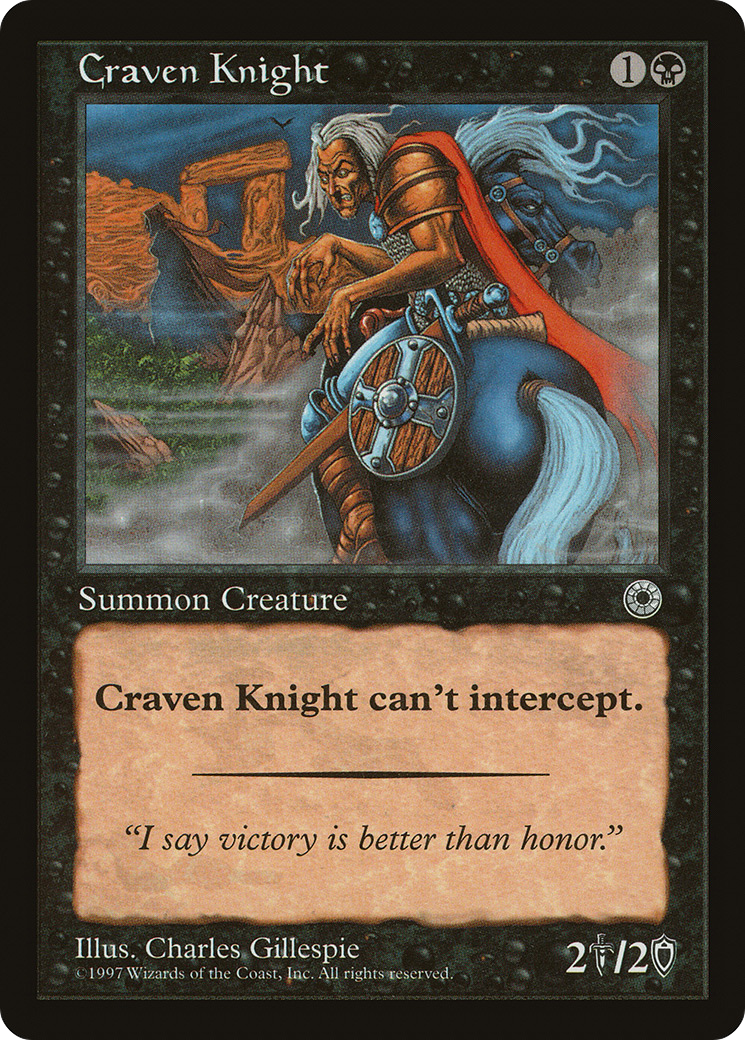 Craven Knight 1
Summon Creature
Craven Knight can't intercept.
“I say victory is better than honor.”
Illus. Charles Gillespie
©1997 Wizards of the Coast, Inc. All rights reserved.
2/2